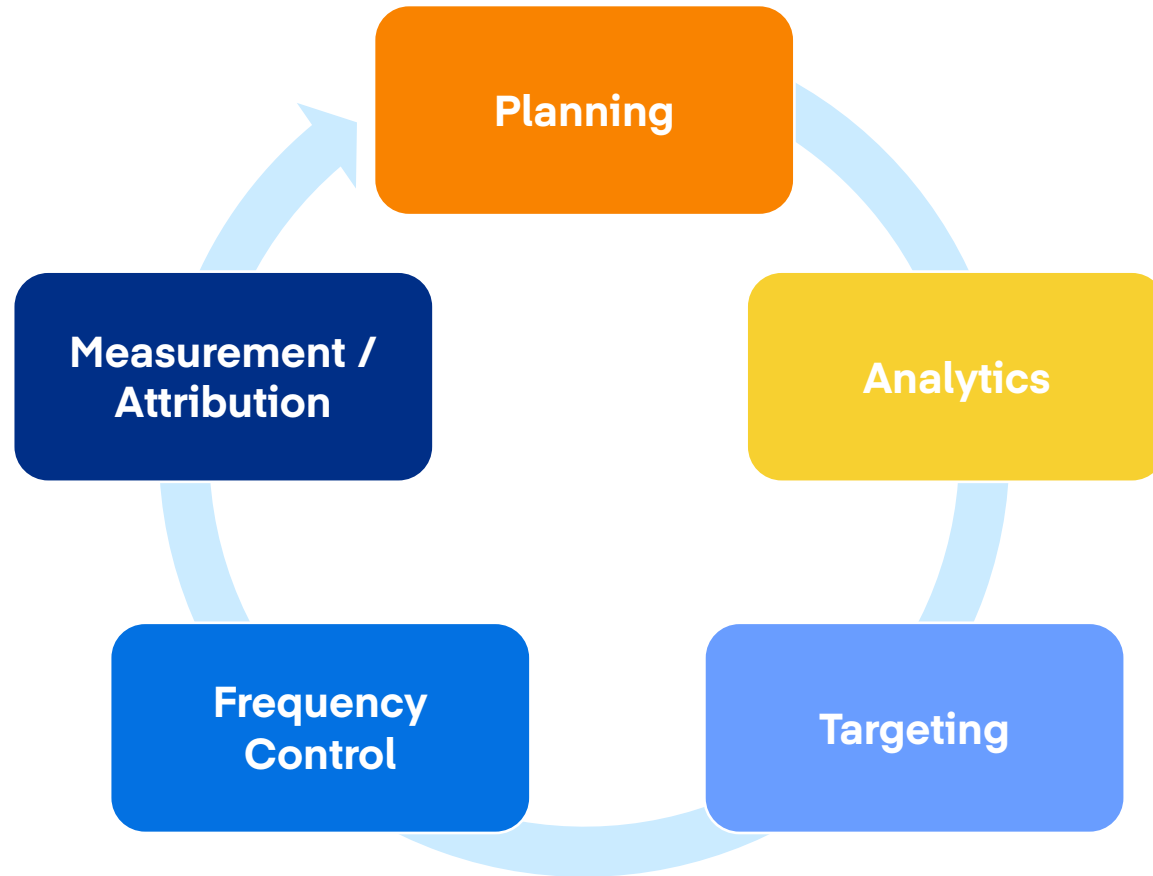 Planning
Analytics
Targeting
Frequency
Control
Measurement /
Attribution